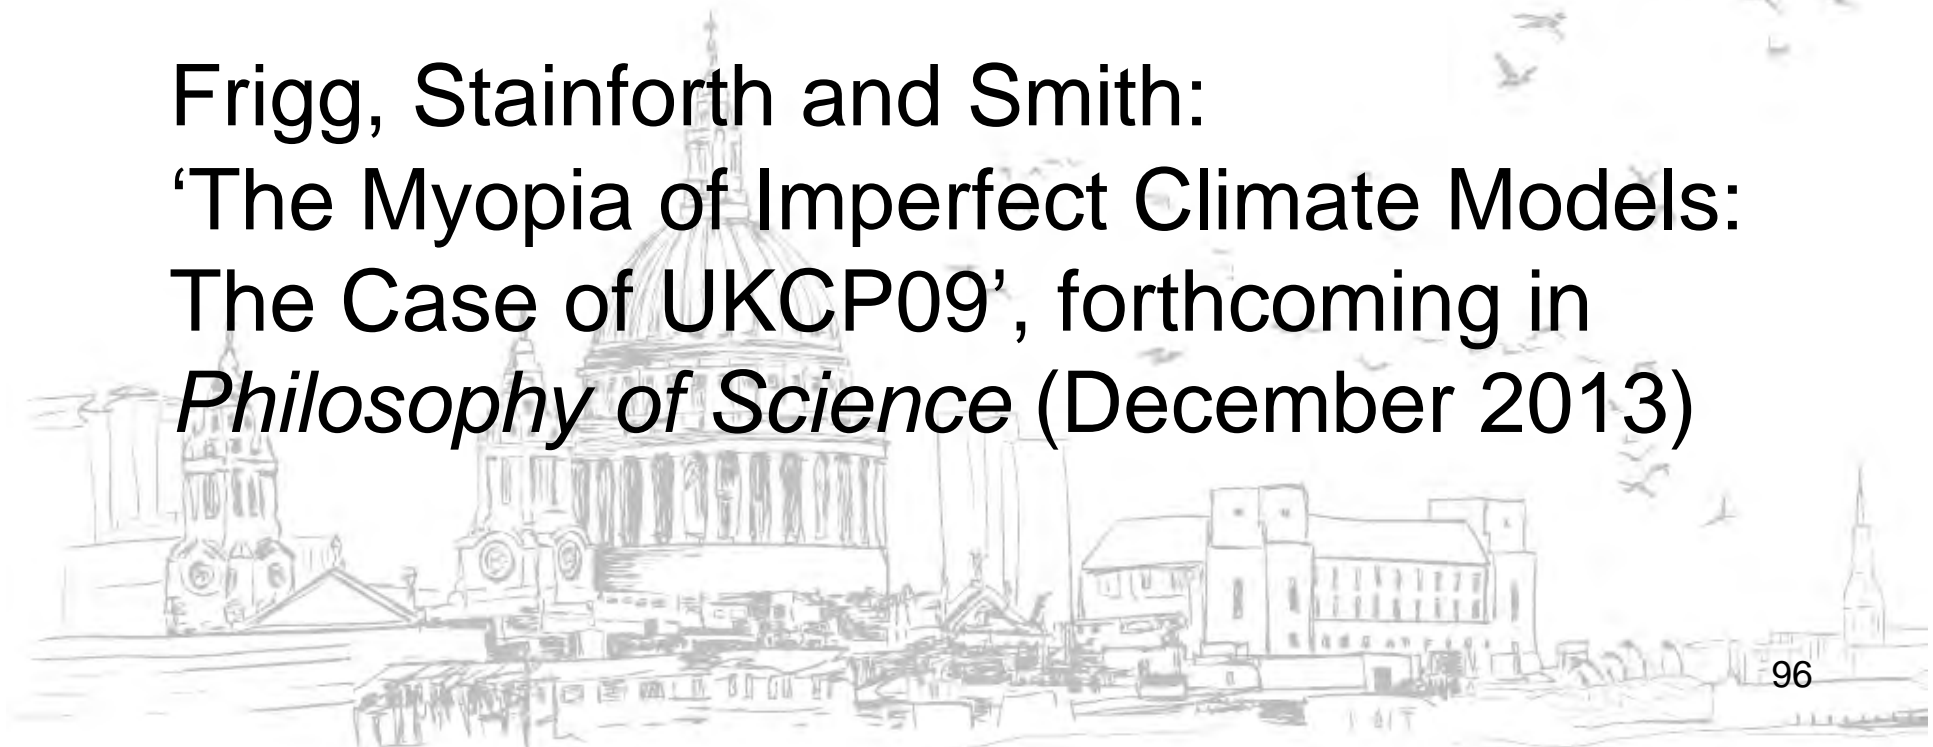 Frigg, Stainforth and Smith:
‘The Myopia of Imperfect Climate Models:
The Case of UKCP09’, forthcoming in
Philosophy of Science (December 2013)
96